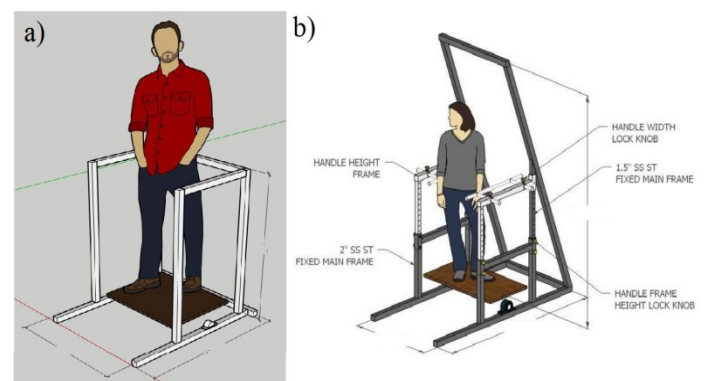 a)
b)
HANDLE HEIGHT
FRAME
HANDLE WIDTH
LOCK KNOB
1.5" SS ST
FIXED MAIN FRAME
2" SS ST
FIXED MAIN FRAME
HANDLE FRAME
HEIGHT LOCK KNOB